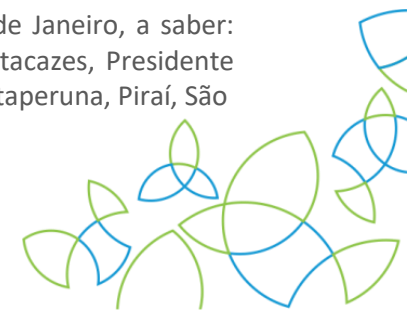 de Janeiro, a saber:
tacazes, Presidente
taperuna, Piraí, São